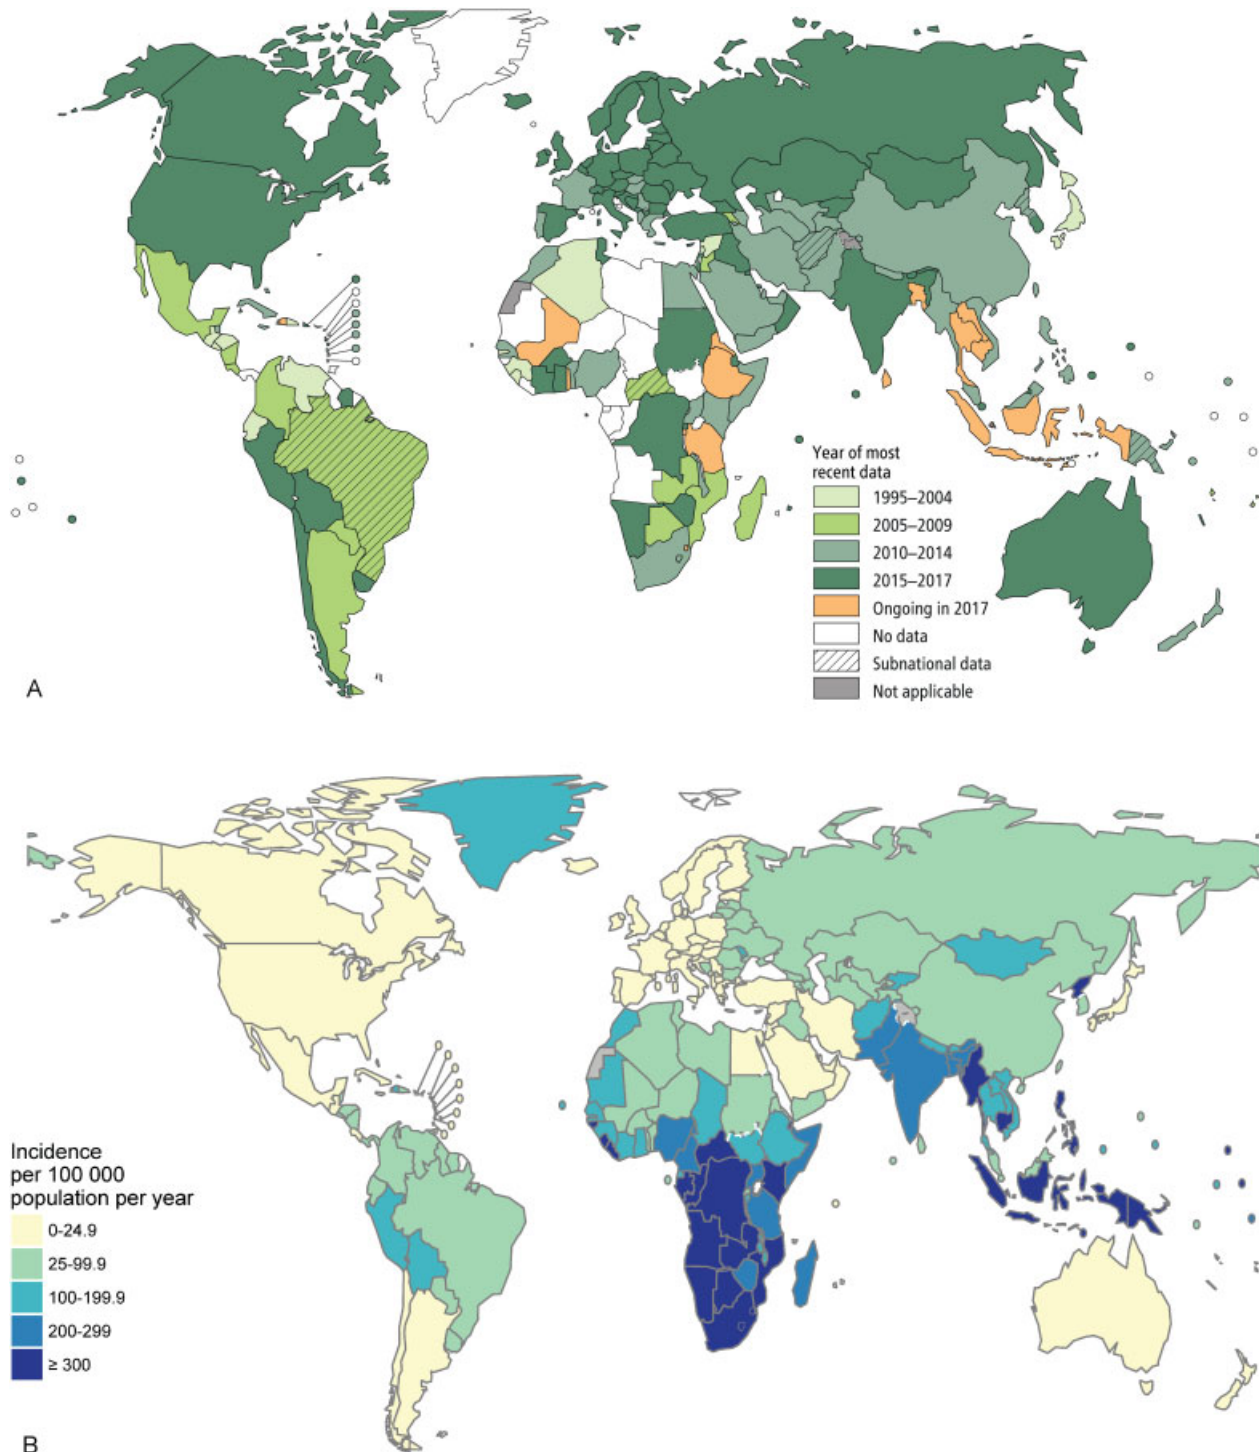 Year of most
recent data
1995–2004
2005–2009
2010–2014
2015–2017
Ongoing in 2017
No data
Subnational data
Not applicable
A
Incidence
per 100 000
population per year
0-24.9
25-99.9
100-199.9
200-299
≥ 300
B